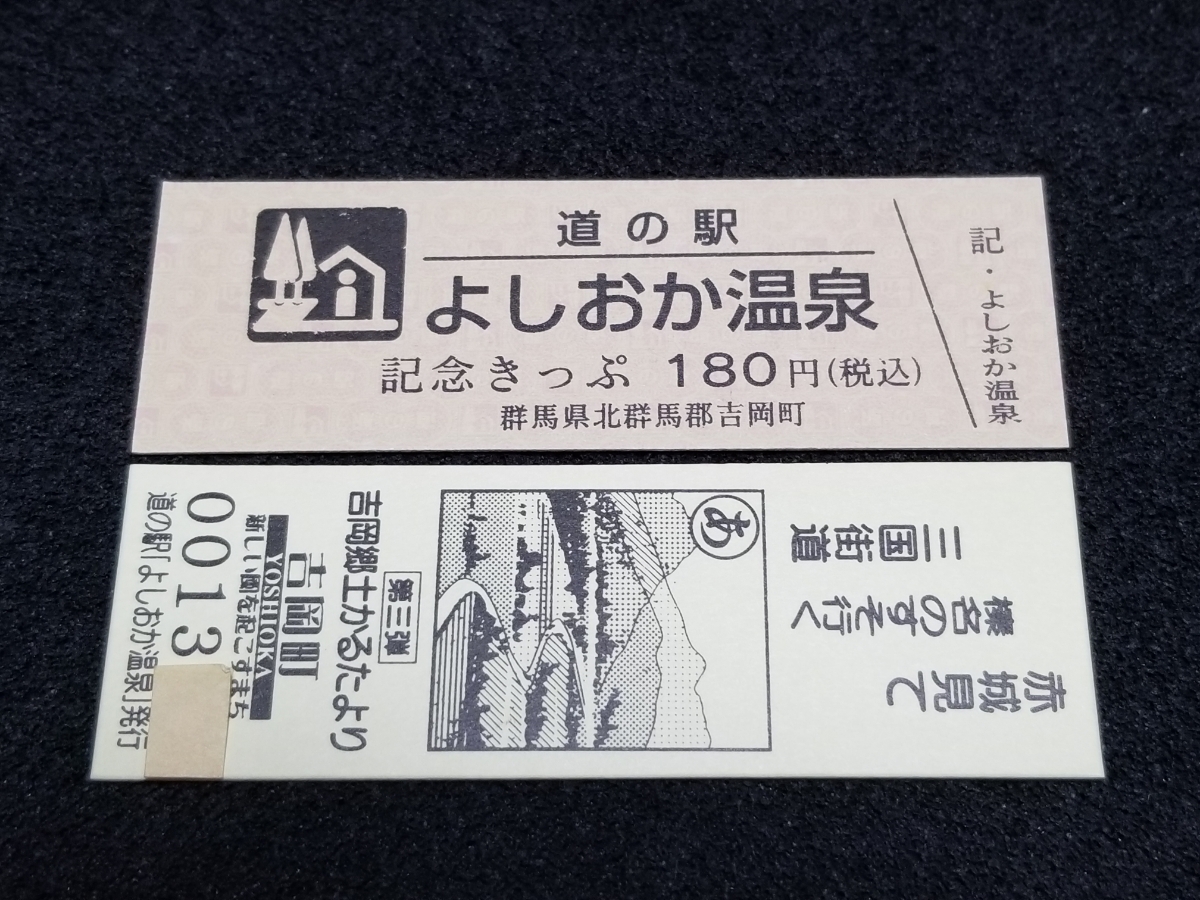 道の駅
よしおか温泉
記念きっぷ 180円(税込)
群馬県北群馬郡吉岡町
記・よしおか温泉
赤城見て
榛名のすそ行く
三国街道
あ
吉岡郷土かるたより
第三弾
吉岡町
YOSHIOKA
新しい風を起こすまち
0013
道の駅「よしおか温泉」発行